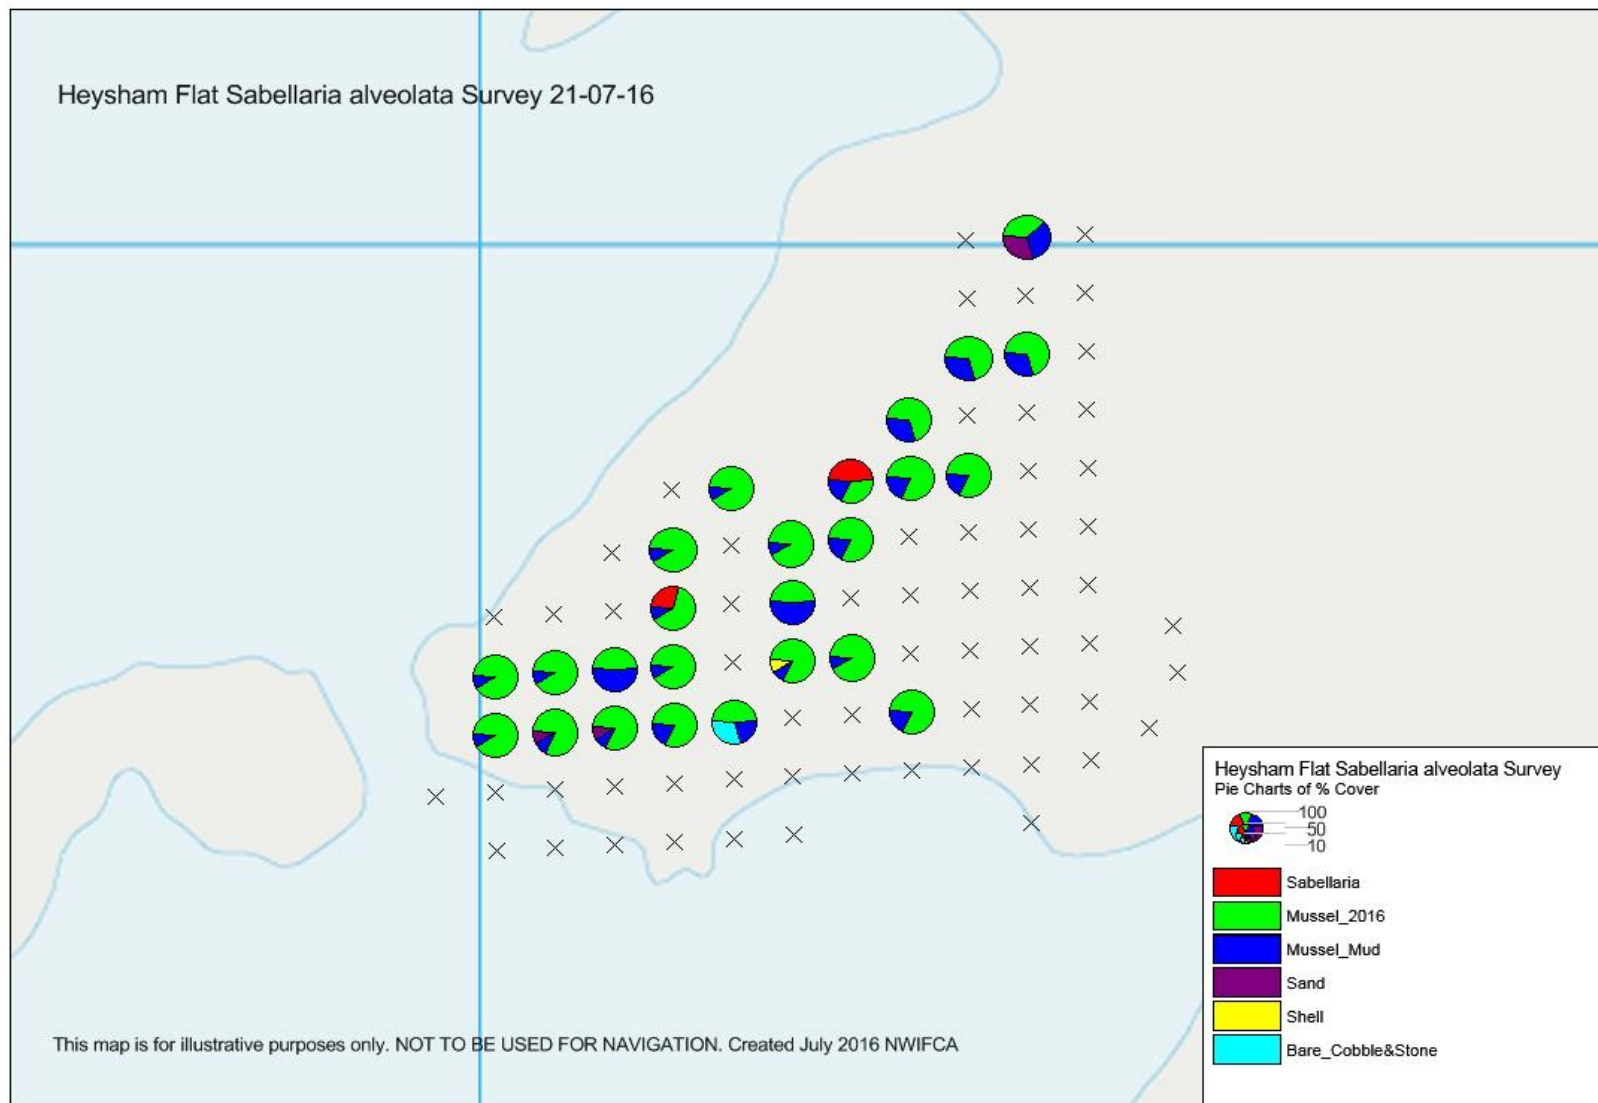 Heysham Flat Sabellaria alveolata Survey 21-07-16
Heysham Flat Sabellaria alveolata Survey
Pie Charts of % Cover
100
50
10
Sabellaria
Mussel_2016
Mussel_Mud
Sand
Shell
Bare_Cobble&Stone
This map is for illustrative purposes only. NOT TO BE USED FOR NAVIGATION. Created July 2016 NWIFCA